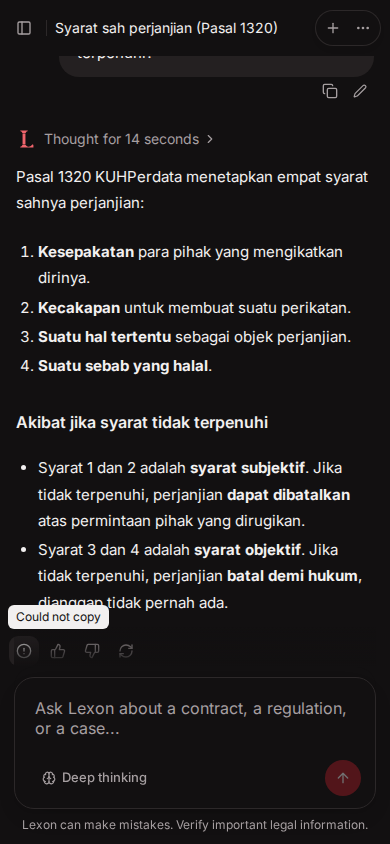 Syarat sah perjanjian (Pasal 1320)
Thought for 14 seconds
Pasal 1320 KUHPerdata menetapkan empat syarat
sahnya perjanjian:
1. Kesepakatan para pihak yang mengikatkan
dirinya.
2. Kecakapan untuk membuat suatu perikatan.
3. Suatu hal tertentu sebagai objek perjanjian.
4. Suatu sebab yang halal.
Akibat jika syarat tidak terpenuhi
• Syarat 1 dan 2 adalah syarat subjektif. Jika
tidak terpenuhi, perjanjian dapat dibatalkan
atas permintaan pihak yang dirugikan.
• Syarat 3 dan 4 adalah syarat objektif. Jika
tidak terpenuhi, perjanjian batal demi hukum,
tidak pernah ada.
Could not copy
Ask Lexon about a contract, a regulation,
or a case...
Deep thinking
Lexon can make mistakes. Verify important legal information.